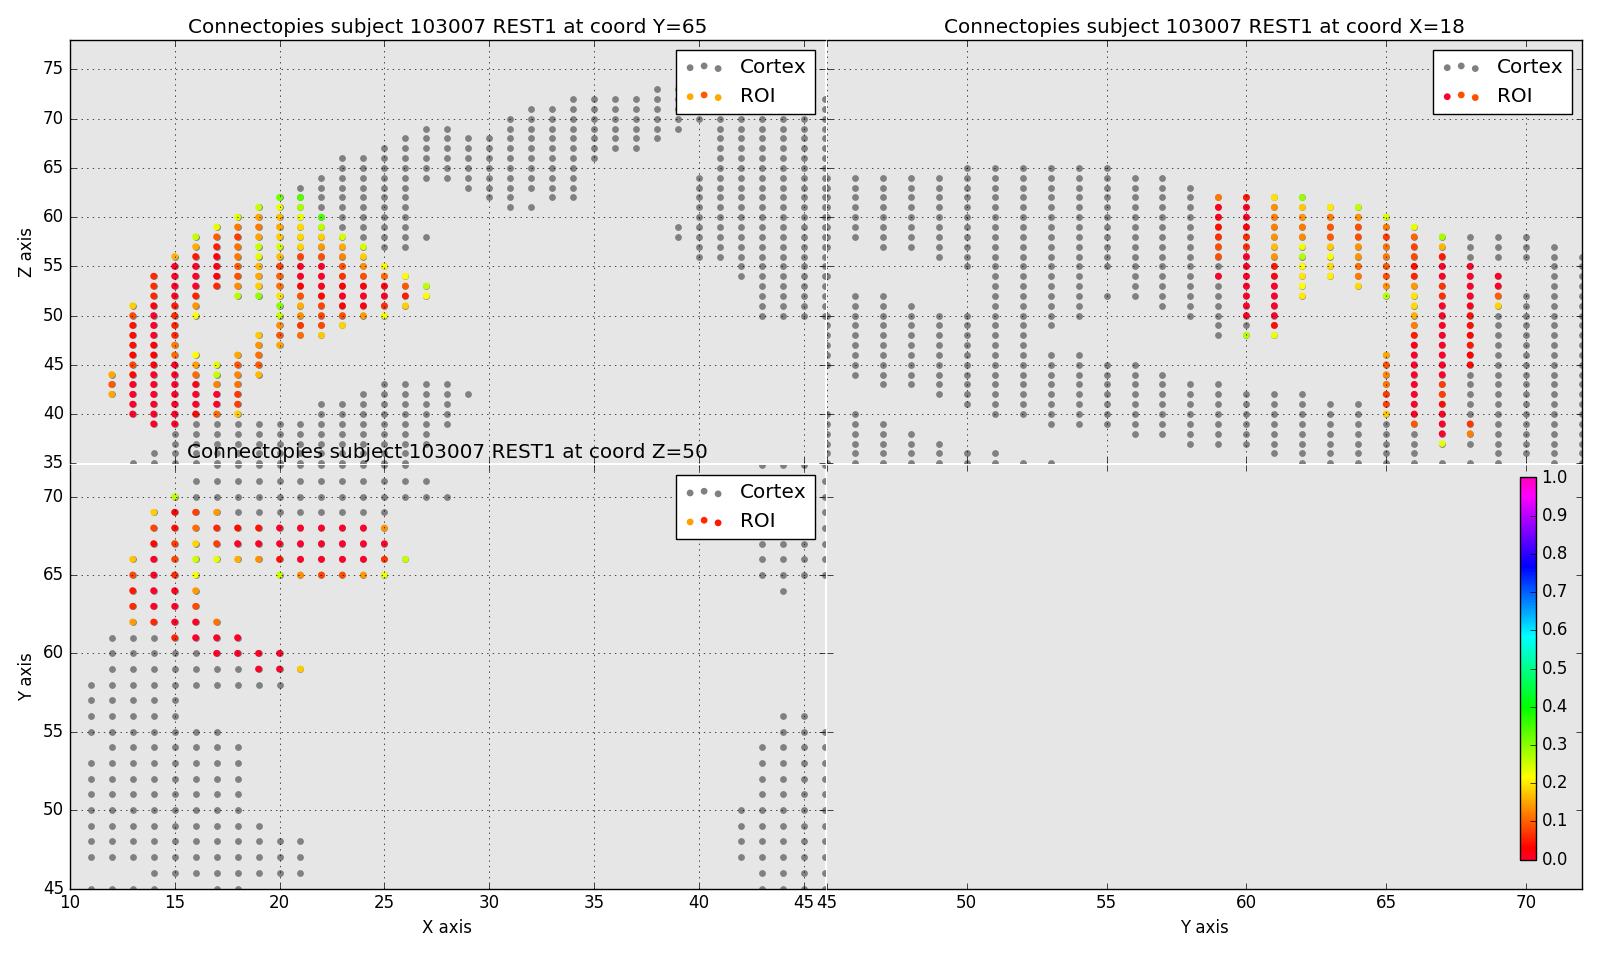 Connectopies subject 103007 REST1 at coord Y=65
Connectopies subject 103007 REST1 at coord X=18
Cortex
ROI
Cortex
ROI
Z axis
75
70
65
60
55
50
45
40
35
Connectopies subject 103007 REST1 at coord Z=50
Cortex
ROI
Y axis
70
65
60
55
50
45
1.0
0.9
0.8
0.7
0.6
0.5
0.4
0.3
0.2
0.1
0.0
10 15 20 25 30 35 40 45
45 50 55 60 65 70
X axis
Y axis